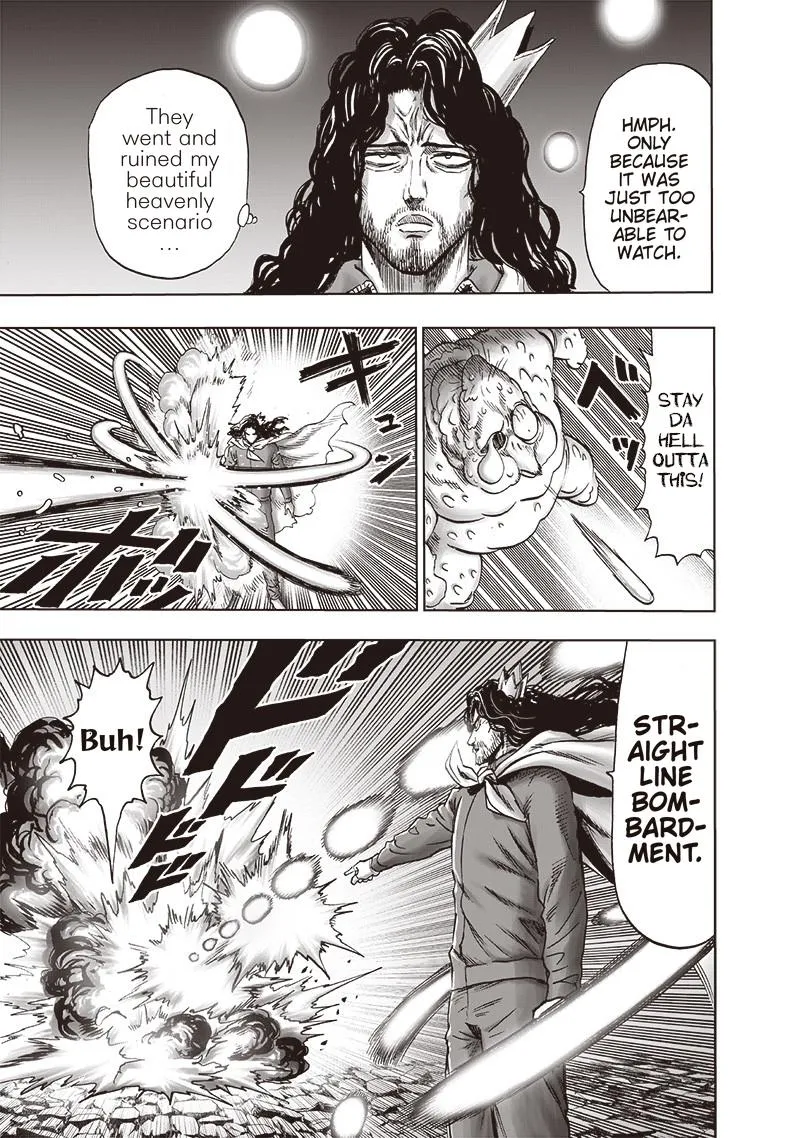 HMPH.
ONLY
BECAUSE
IT WAS
JUST TOO
UNBEAR-
ABLE TO
WATCH.
They
went and
ruined my
beautiful
heavenly
scenario
...
STAY
DA
HELL
OUTTA
THIS!
ベッ
キュン
ボボッ
STR-
AIGHT
LINE
BOM-
BARD-
MENT.
ドドドド
Buh!